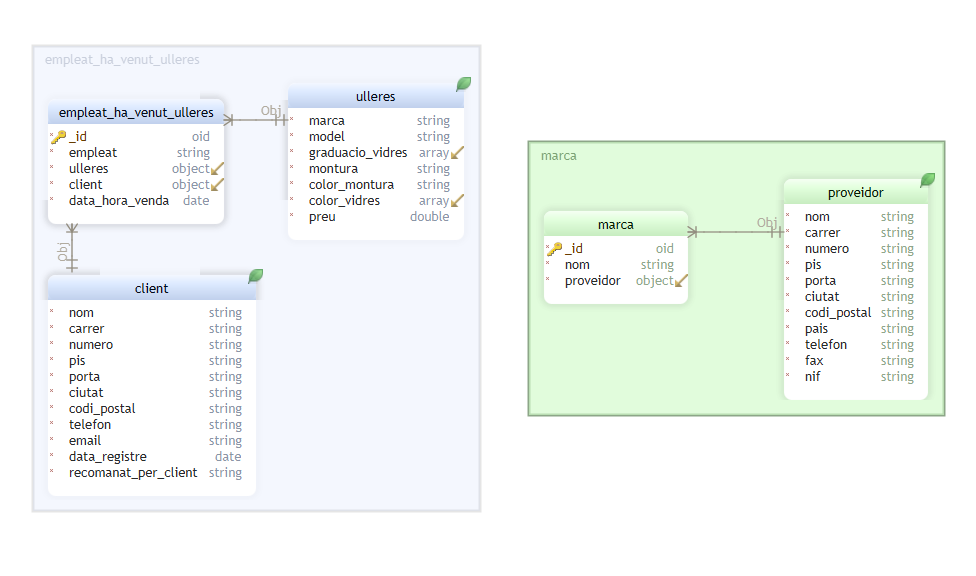 empleat_ha_venut_ulleres
empleat_ha_venut_ulleres
_id oid
empleat string
ulleres object
client object
data_hora_venda date
Obj
ulleres
marca string
model string
graduacio_vidres array
montura string
color_montura string
color_vidres array
preu double
Obj
client
nom string
carrer string
numero string
pis string
porta string
ciutat string
codi_postal string
telefon string
email string
data_registre date
recomanat_per_client string
marca
marca
_id oid
nom string
proveidor object
Obj
proveidor
nom string
carrer string
numero string
pis string
porta string
ciutat string
codi_postal string
pais string
telefon string
fax string
nif string